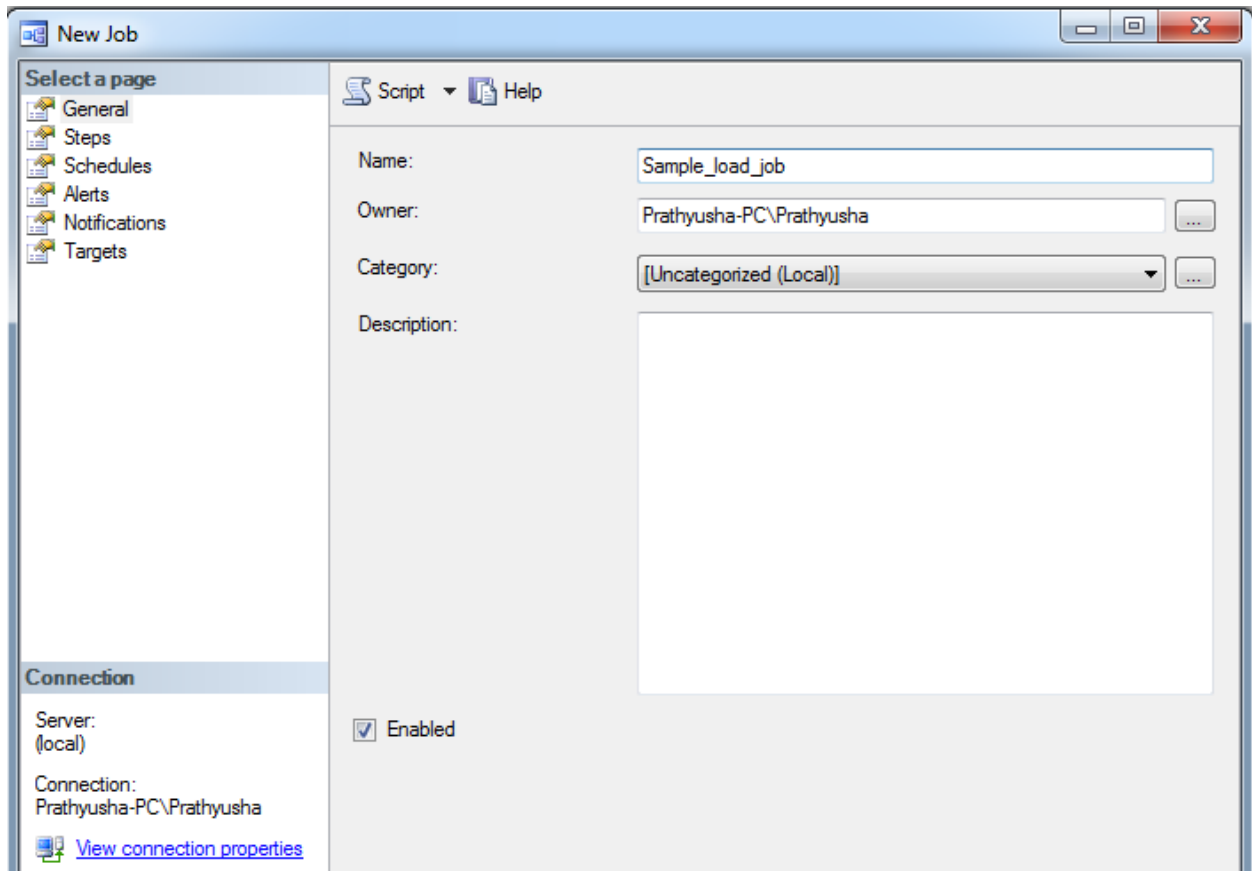 New Job
Select a page
General
Steps
Schedules
Alerts
Notifications
Targets
Script
Help
Name:
Sample_load_job
Owner:
Prathyusha-PC\Prathyusha
...
Category:
[Uncategorized (Local)]
...
Description:
Enabled
Connection
Server:
(local)
Connection:
Prathyusha-PC\Prathyusha
View connection properties